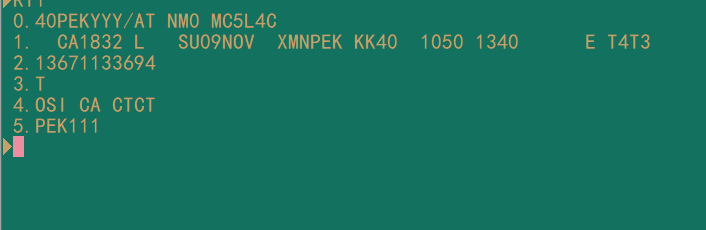 0.40PEKYYY/AT NMO MC5L4C
1.  CA1832 L   SU09NOV  XMNPEK KK40  1050 1340      E T4T3
2.13671133694
3.T
4.OSI CA CTCT
5.PEK111